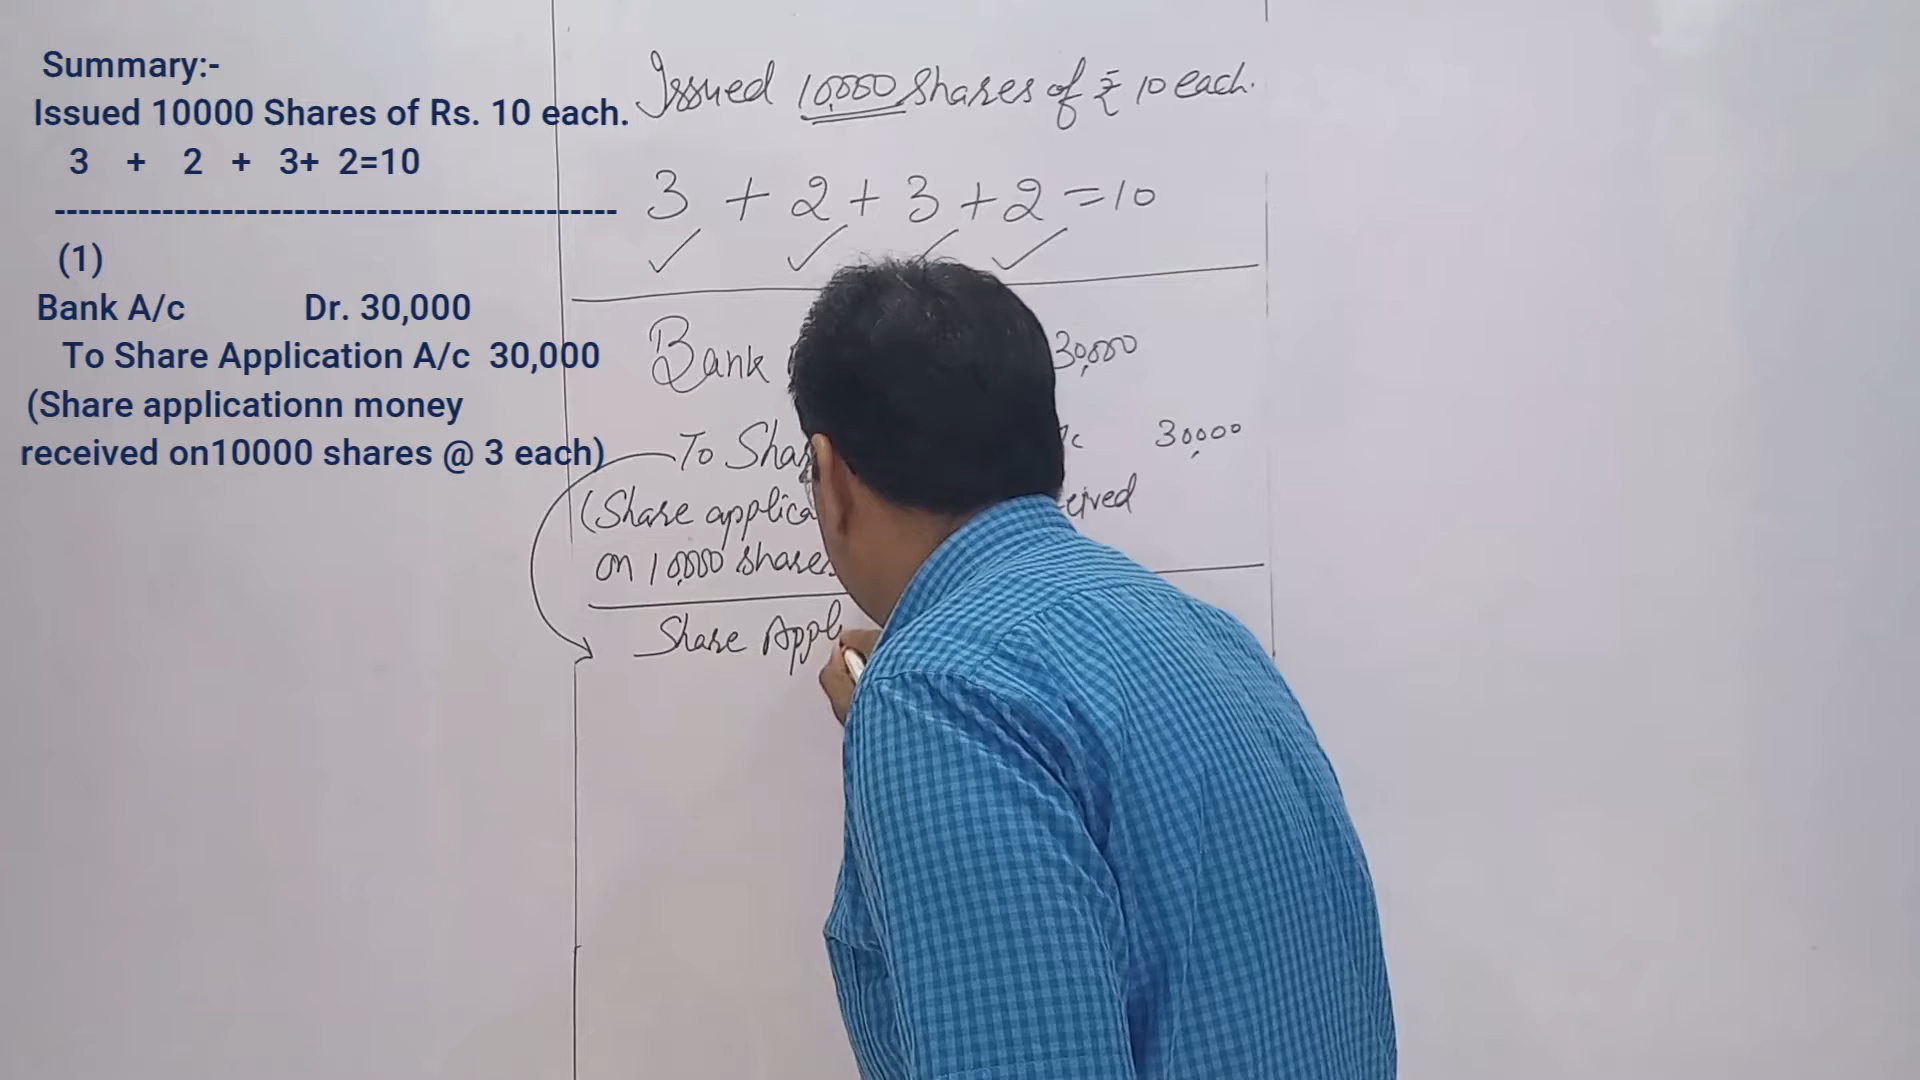 Summary:-
Issued 10000 Shares of Rs. 10 each.
3 + 2 + 3+ 2=10
-----------------------------------------------
(1)
Bank A/c Dr. 30,000
To Share Application A/c 30,000
(Share applicationn money
received on10000 shares @ 3 each)
Issued 10,000 Shares of ₹ 10 each.
3 + 2 + 3 + 2 = 10
Bank 30,000
To Shar 30,000
(Share applica eived
on 10,000 shares
Share Appl